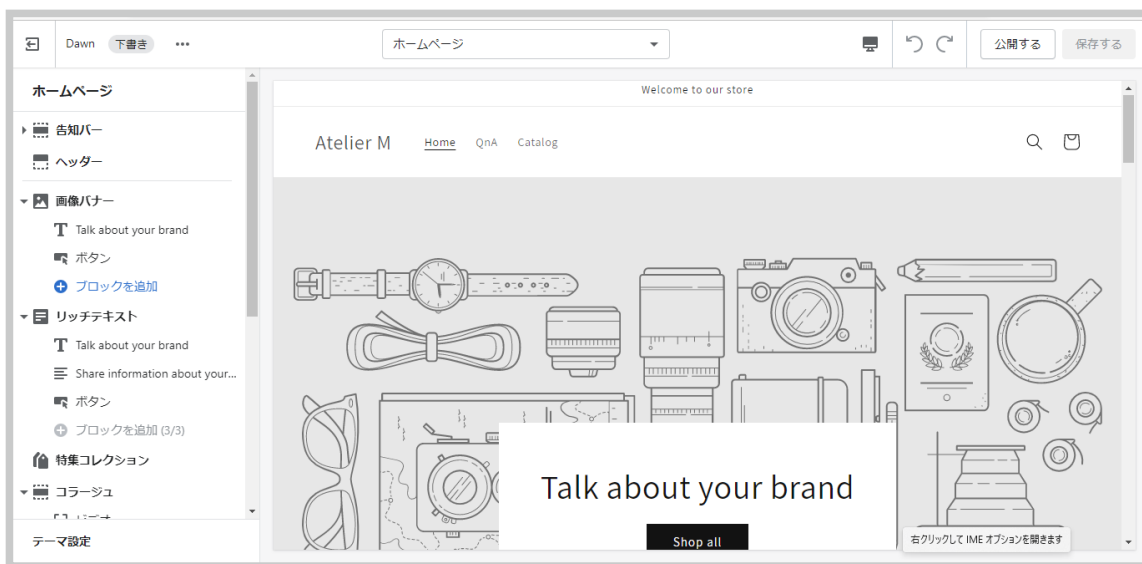 Dawn 下書き •••
ホームページ
公開する
保存する
ホームページ
告知バー
ヘッダー
画像バナー
Talk about your brand
ボタン
ブロックを追加
リッチテキスト
Talk about your brand
Share information about your...
ボタン
ブロックを追加 (3/3)
特集コレクション
コラージュ
テーマ設定
Welcome to our store
Atelier M Home QnA Catalog
Talk about your brand
Shop all
右クリックして IME オプションを開きます